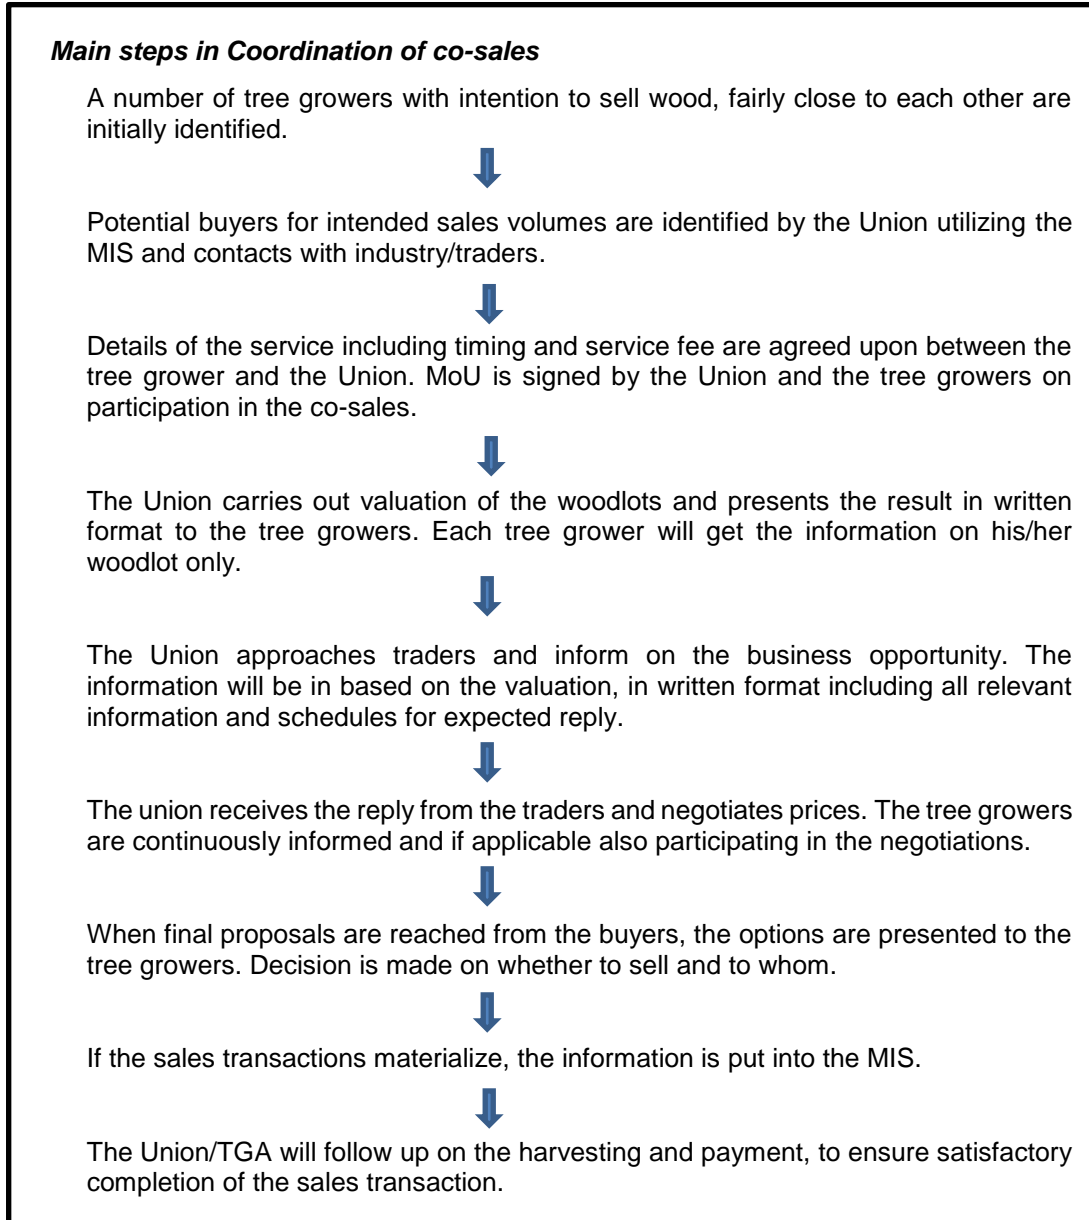 Main steps in Coordination of co-sales
A number of tree growers with intention to sell wood, fairly close to each other are
initially identified.
Potential buyers for intended sales volumes are identified by the Union utilizing the
MIS and contacts with industry/traders.
Details of the service including timing and service fee are agreed upon between the
tree grower and the Union. MoU is signed by the Union and the tree growers on
participation in the co-sales.
The Union carries out valuation of the woodlots and presents the result in written
format to the tree growers. Each tree grower will get the information on his/her
woodlot only.
The Union approaches traders and inform on the business opportunity. The
information will be in based on the valuation, in written format including all relevant
information and schedules for expected reply.
The union receives the reply from the traders and negotiates prices. The tree growers
are continuously informed and if applicable also participating in the negotiations.
When final proposals are reached from the buyers, the options are presented to the
tree growers. Decision is made on whether to sell and to whom.
If the sales transactions materialize, the information is put into the MIS.
The Union/TGA will follow up on the harvesting and payment, to ensure satisfactory
completion of the sales transaction.